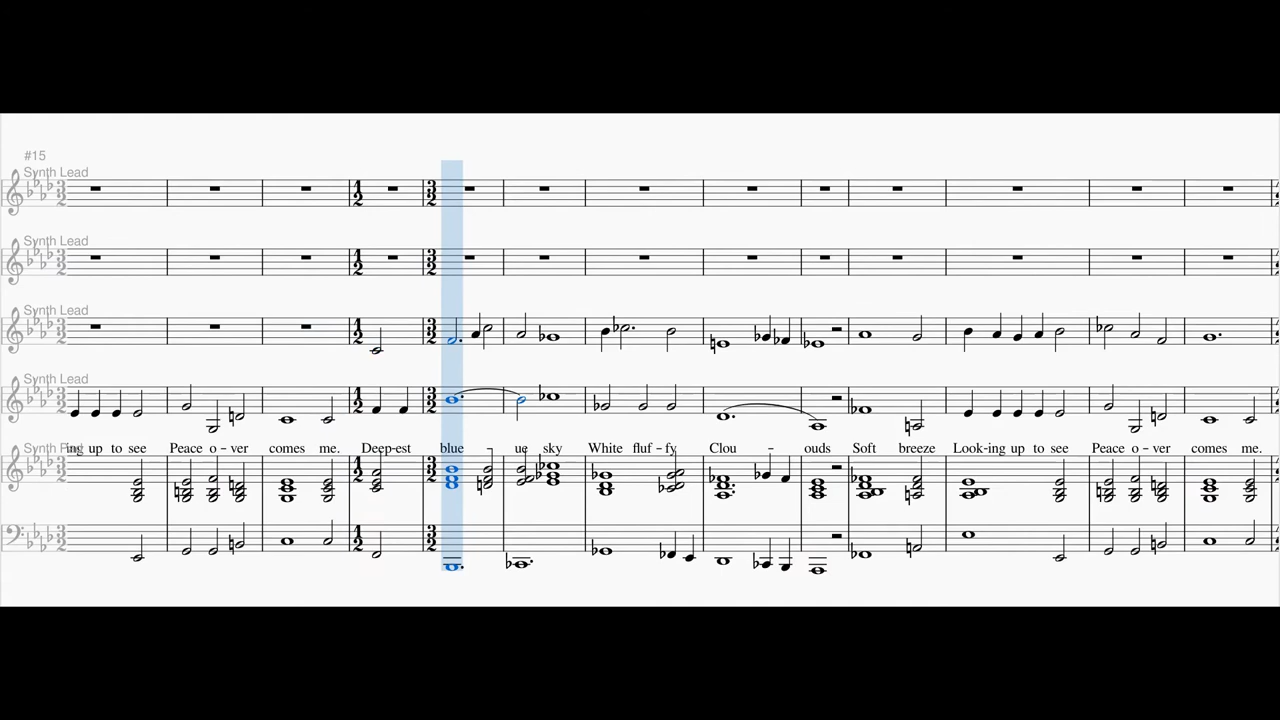 #15
Synth Lead
Synth Lead
Synth Lead
Synth Lead
ing up to see Peace o - ver comes me. Deep-est blue - ue sky White fluf - fy Clou - ouds Soft breeze Look-ing up to see Peace o - ver comes me.
Synth Pad